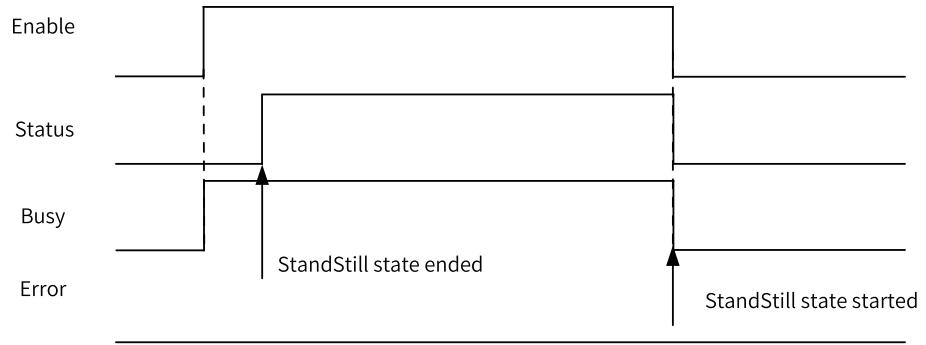 Enable
Status
Busy
StandStill state ended
Error
StandStill state started